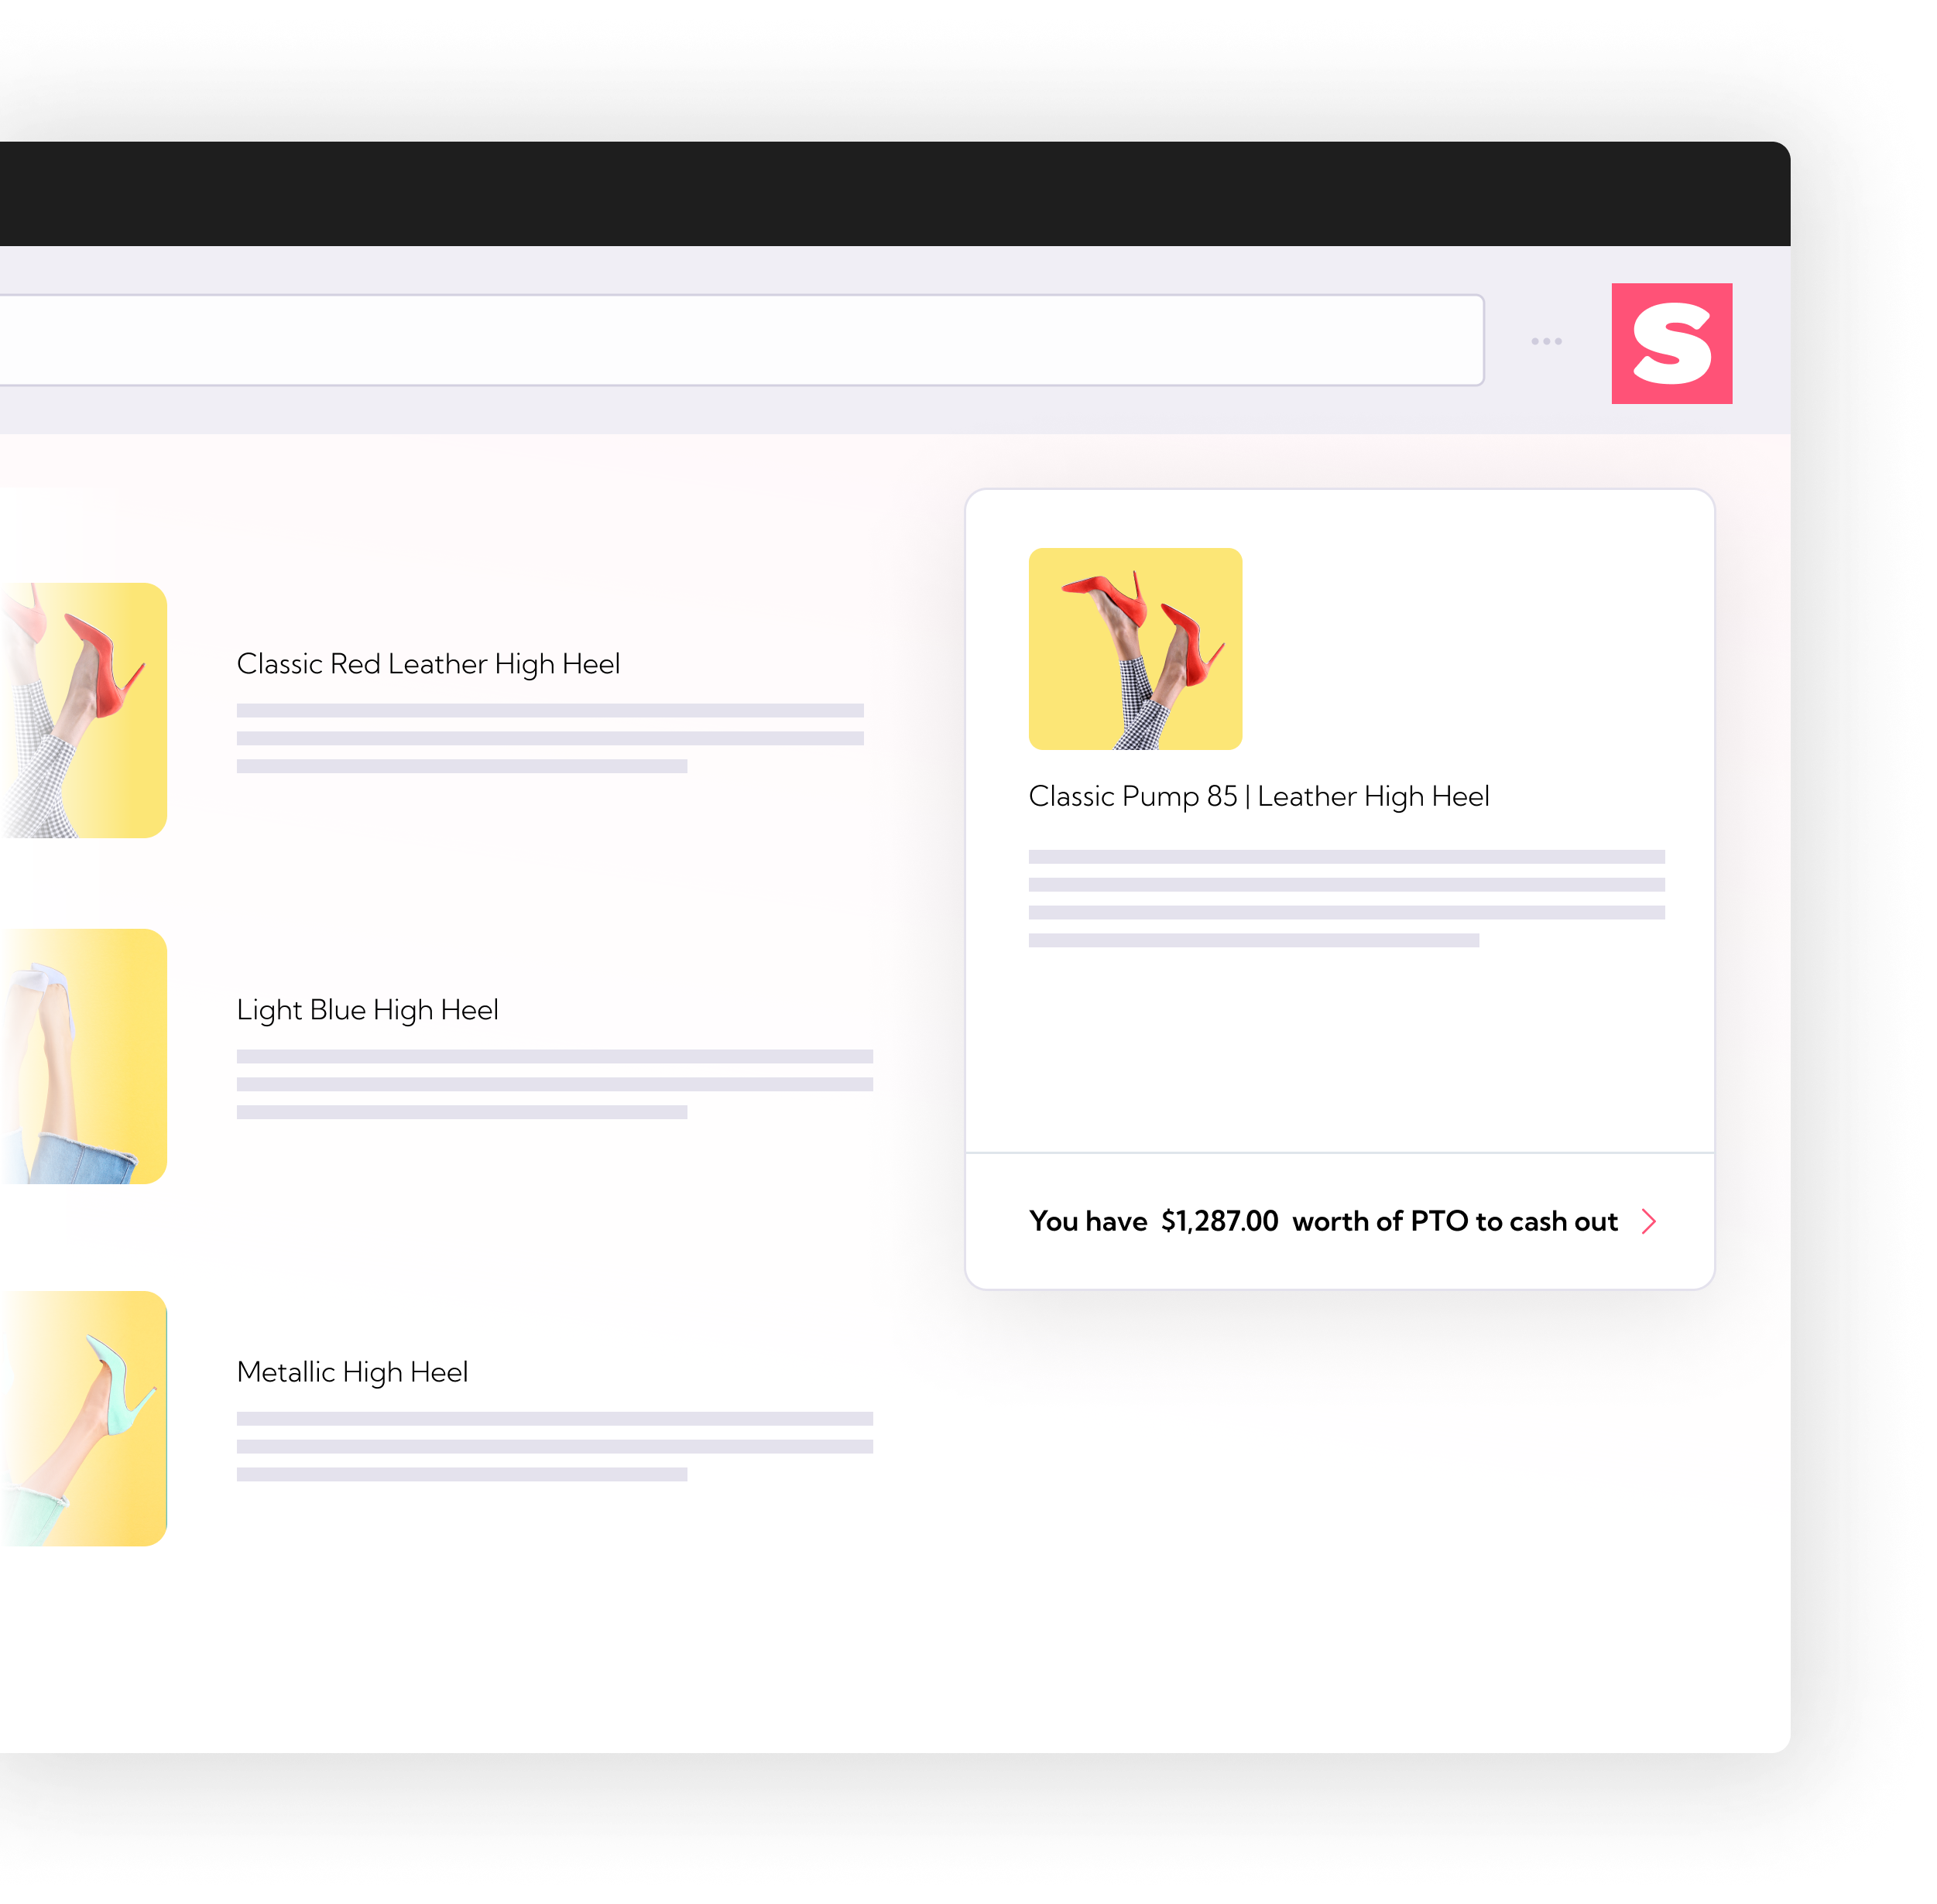 S
Classic Red Leather High Heel
Light Blue High Heel
Metallic High Heel
Classic Pump 85 | Leather High Heel
You have $1,287.00 worth of PTO to cash out